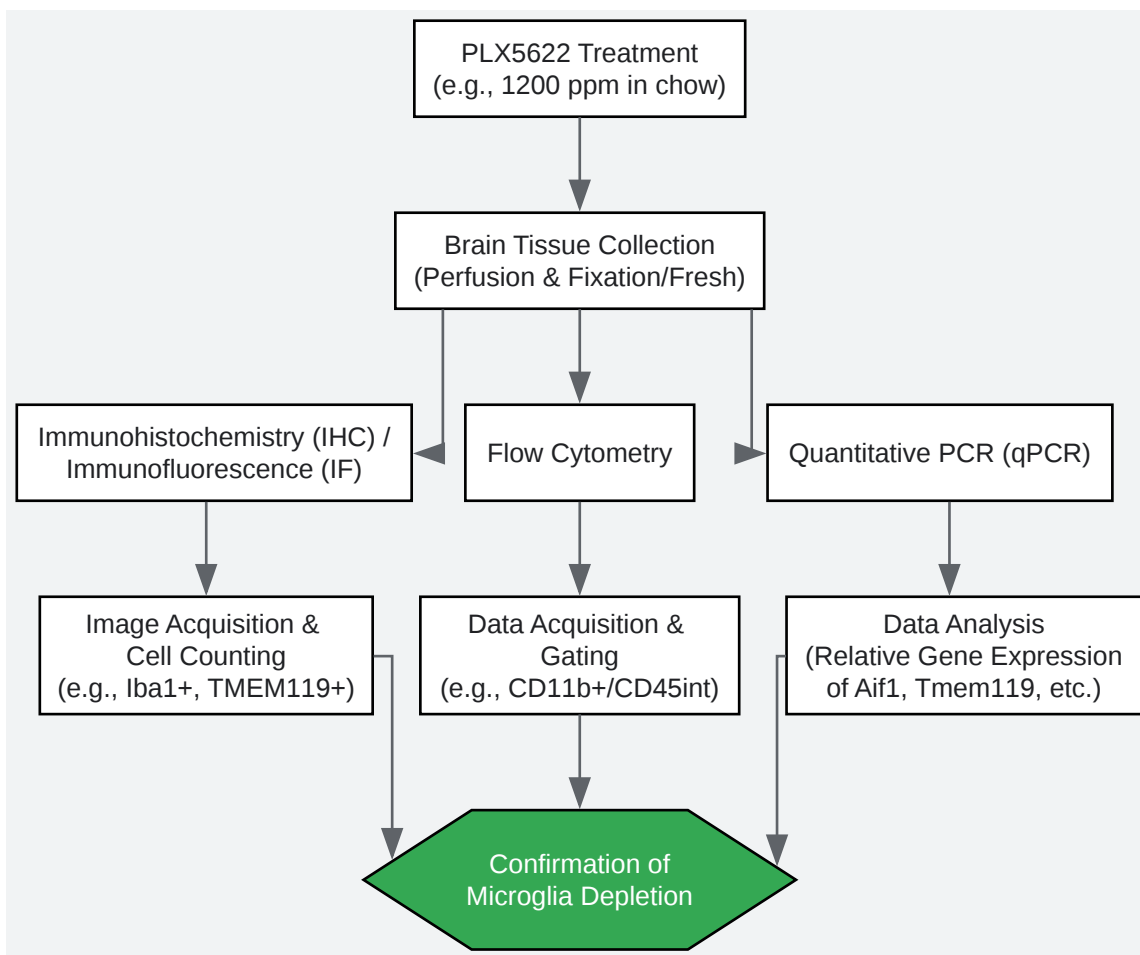 PLX5622 Treatment
(e.g., 1200 ppm in chow)
Brain Tissue Collection
(Perfusion & Fixation/Fresh)
Immunohistochemistry (IHC) /
Immunofluorescence (IF)
Flow Cytometry
Quantitative PCR (qPCR)
Image Acquisition &
Cell Counting
(e.g., Iba1+, TMEM119+)
Data Acquisition &
Gating
(e.g., CD11b+/CD45int)
Data Analysis
(Relative Gene Expression
of Aif1, Tmem119, etc.)
Confirmation of
Microglia Depletion